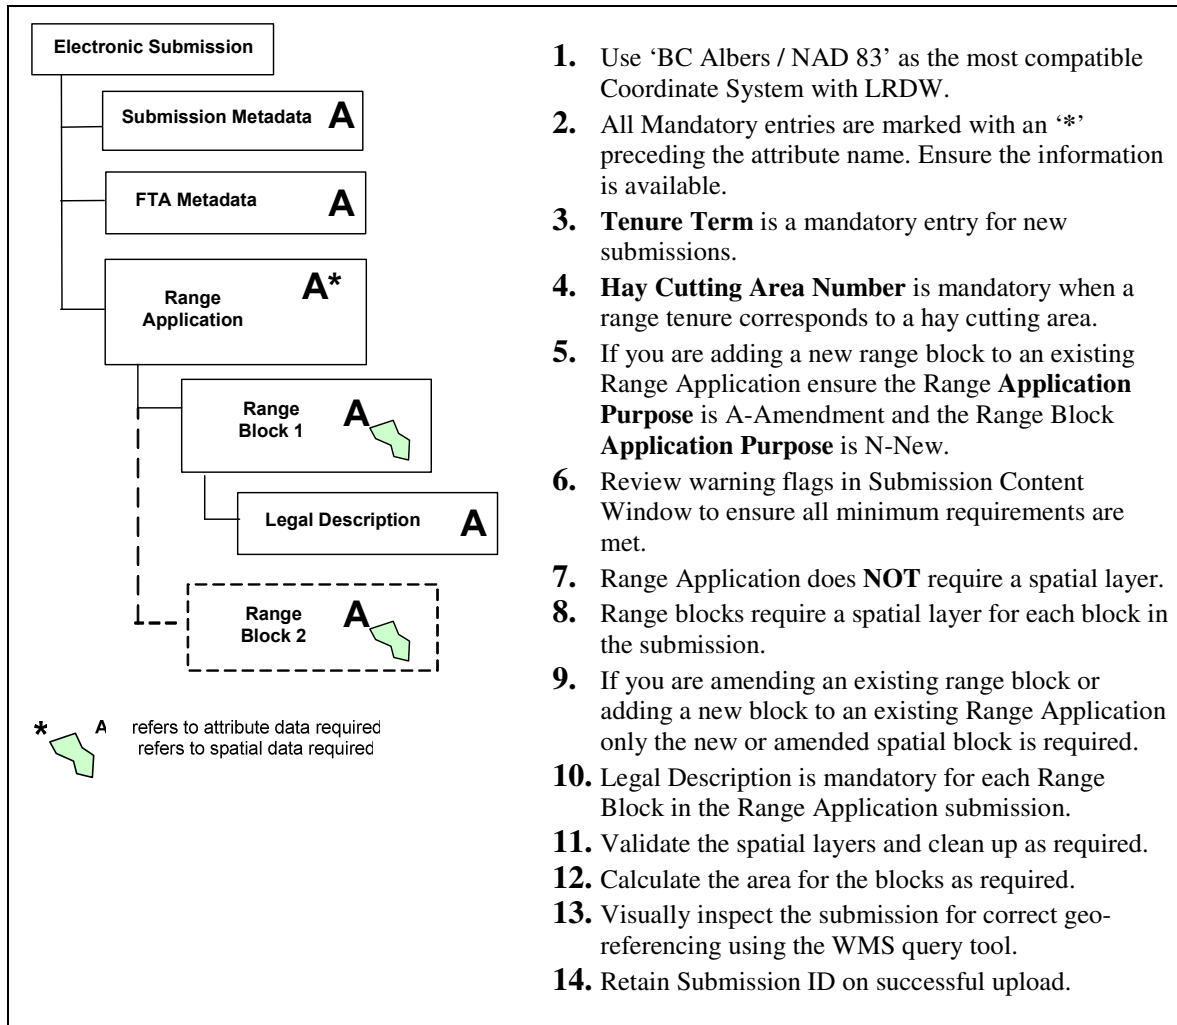 Electronic Submission
Submission Metadata A
FTA Metadata A
Range
Application
A*
Range
Block 1
A
Legal Description A
Range
Block 2
A
* A refers to attribute data required
refers to spatial data required
1. Use ‘BC Albers / NAD 83’ as the most compatible
Coordinate System with LRDW.
2. All Mandatory entries are marked with an ‘*’
preceding the attribute name. Ensure the information
is available.
3. Tenure Term is a mandatory entry for new
submissions.
4. Hay Cutting Area Number is mandatory when a
range tenure corresponds to a hay cutting area.
5. If you are adding a new range block to an existing
Range Application ensure the Range Application
Purpose is A-Amendment and the Range Block
Application Purpose is N-New.
6. Review warning flags in Submission Content
Window to ensure all minimum requirements are
met.
7. Range Application does NOT require a spatial layer.
8. Range blocks require a spatial layer for each block in
the submission.
9. If you are amending an existing range block or
adding a new block to an existing Range Application
only the new or amended spatial block is required.
10. Legal Description is mandatory for each Range
Block in the Range Application submission.
11. Validate the spatial layers and clean up as required.
12. Calculate the area for the blocks as required.
13. Visually inspect the submission for correct geo-
referencing using the WMS query tool.
14. Retain Submission ID on successful upload.